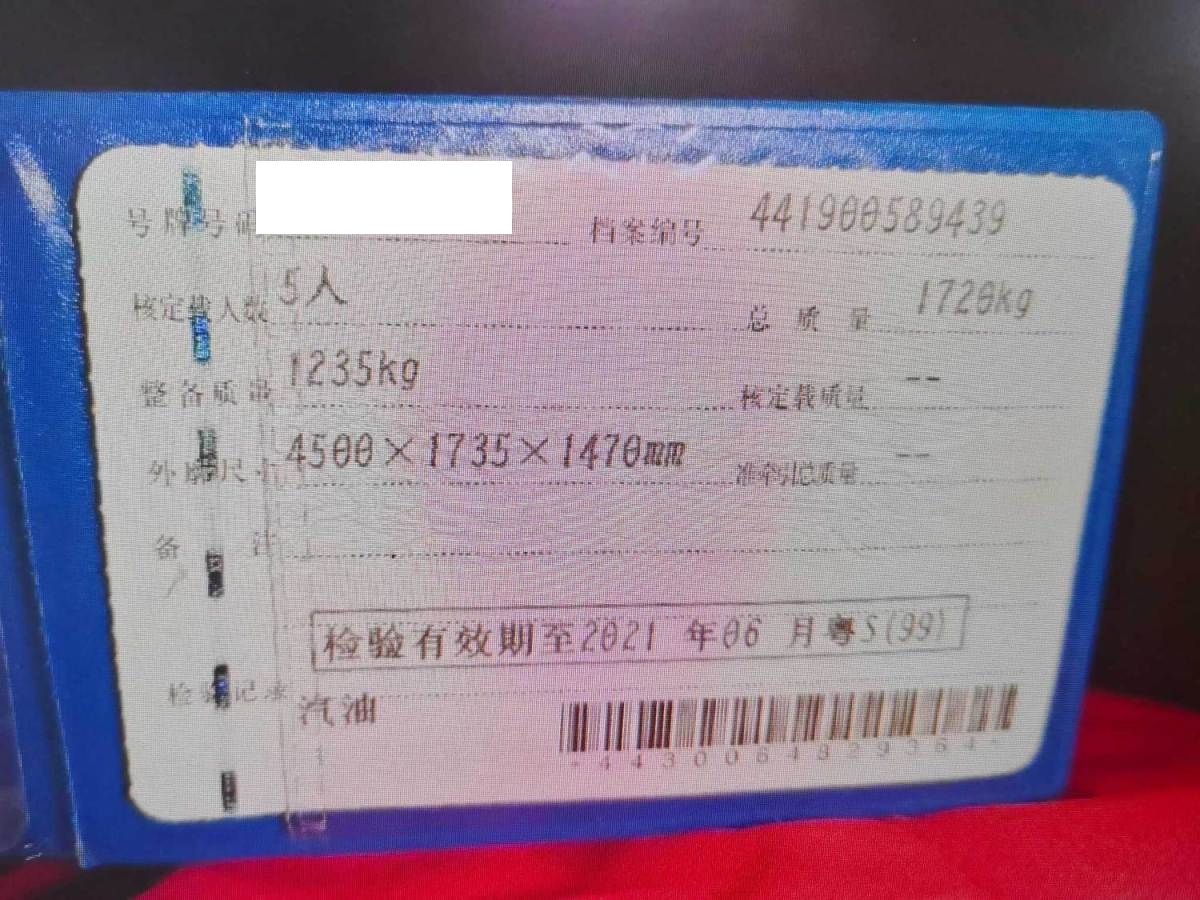 号牌号码 档案编号 441900589439
核定载人数 5人 总质量 1720kg
整备质量 1235kg 核定载质量 --
外廓尺寸 4500×1735×1470mm 准牵引总质量 --
备注
检验有效期至2021 年06 月粤S(99)
检验记录 汽油
*4430064829364*